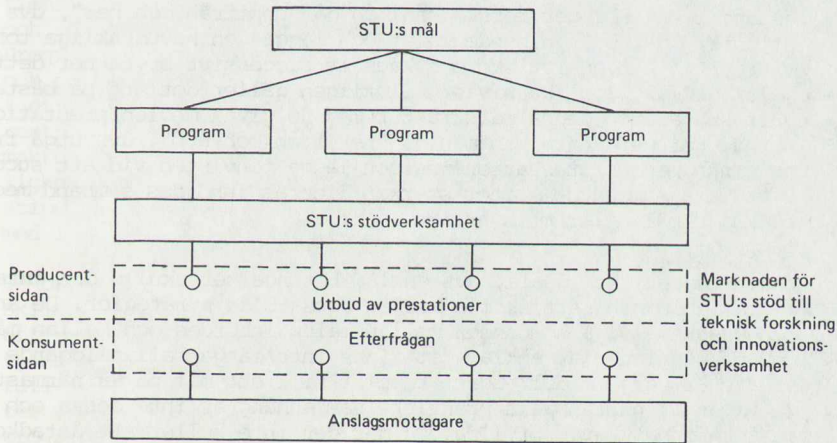 STU:s mål
Program
Program
Program
STU:s stödverksamhet
Producent-
sidan
Utbud av prestationer
Marknaden för
STU:s stöd till
teknisk forskning
och innovations-
verksamhet
Konsument-
sidan
Efterfrågan
Anslagsmottagare